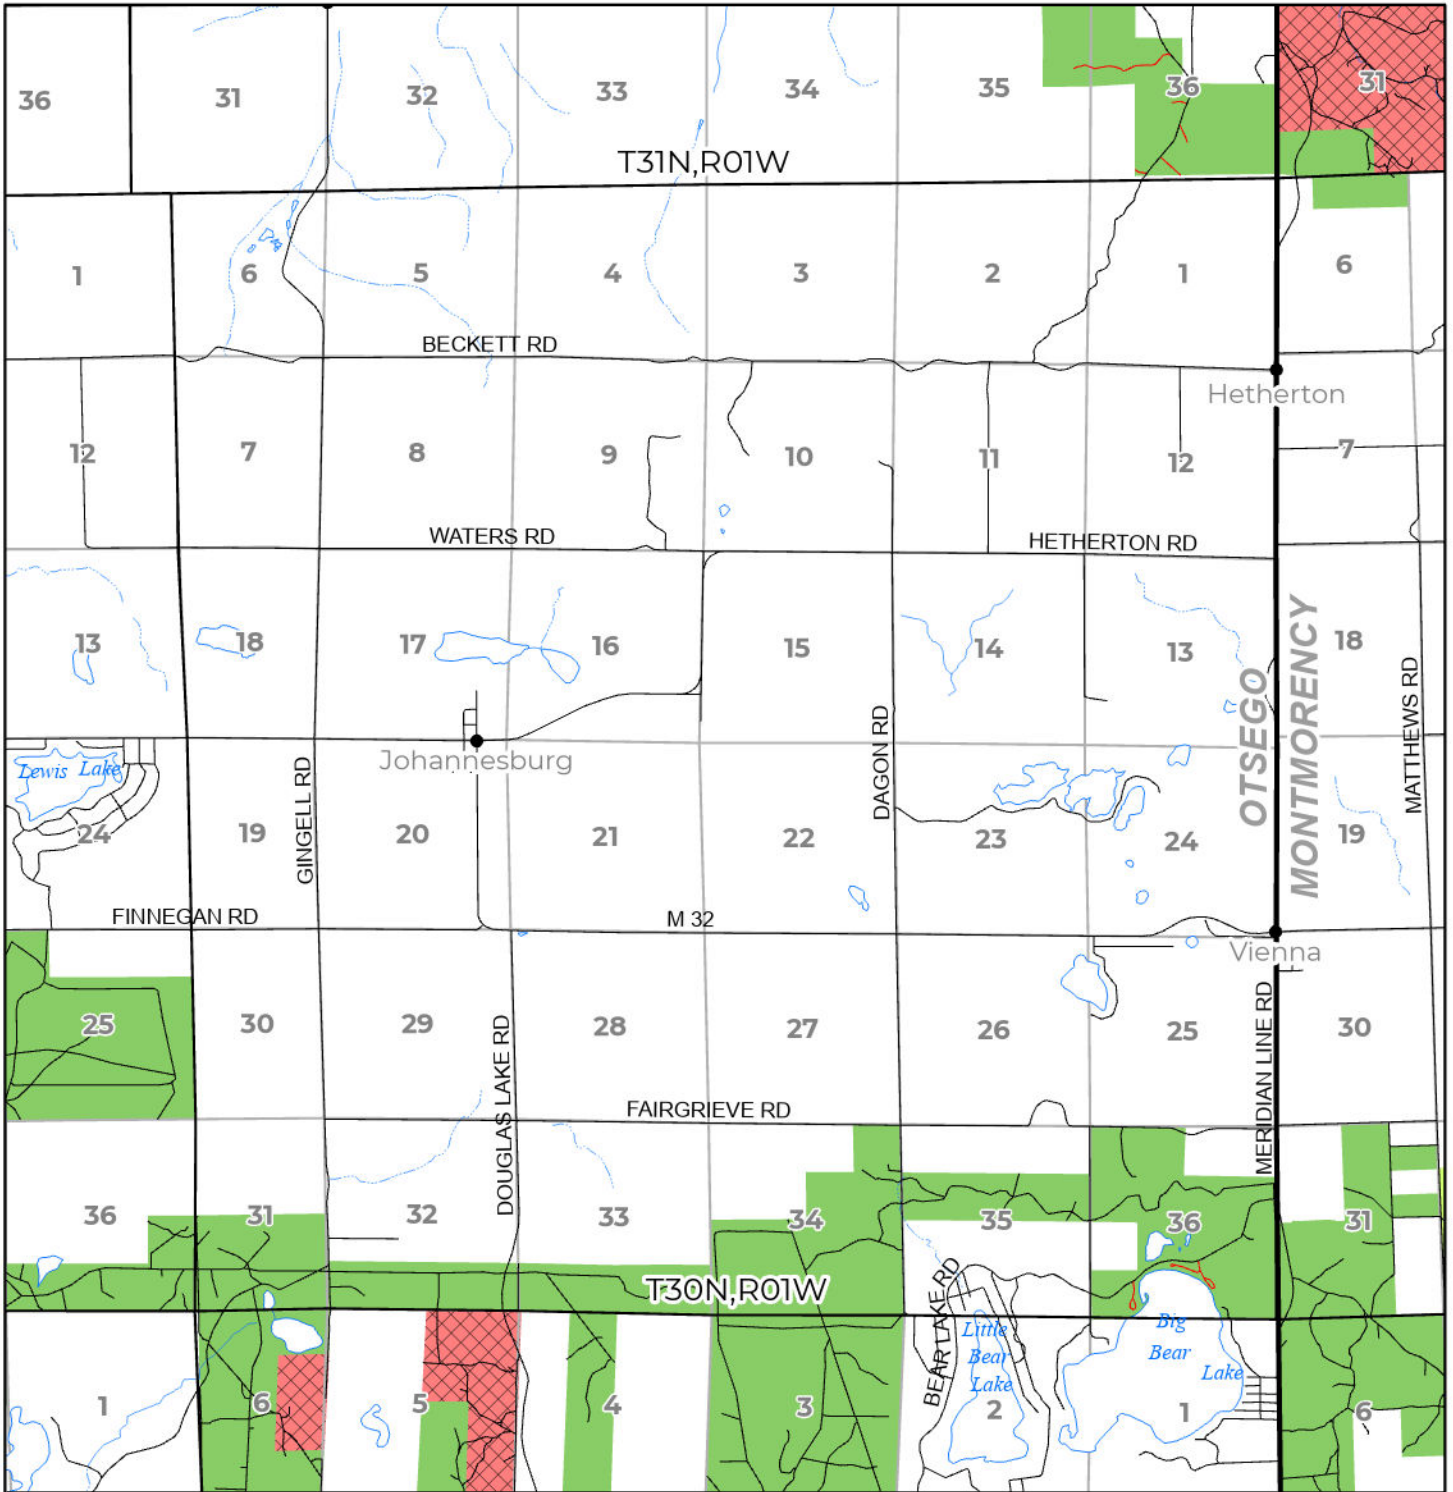 36
31
32
33
34
35
36
31
T31N,R01W
1
6
5
4
3
2
1
6
BECKETT RD
Hetherton
12
7
8
9
10
11
12
7
WATERS RD
HETHERTON RD
13
18
17
16
15
14
13
18
OTSEGO
MONTMORENCY
MATTHEWS RD
DAGON RD
GINGELL RD
Johannesburg
Lewis Lake
24
19
20
21
22
23
24
19
FINNEGAN RD
M 32
Vienna
25
30
29
28
27
26
25
30
DOUGLAS LAKE RD
MERIDIAN LINE RD
FAIRGRIEVE RD
36
31
32
33
34
35
36
31
T30N,R01W
BEAR LAKE RD
Little
Bear
Lake
Big
Bear
Lake
1
6
5
4
3
2
1
6